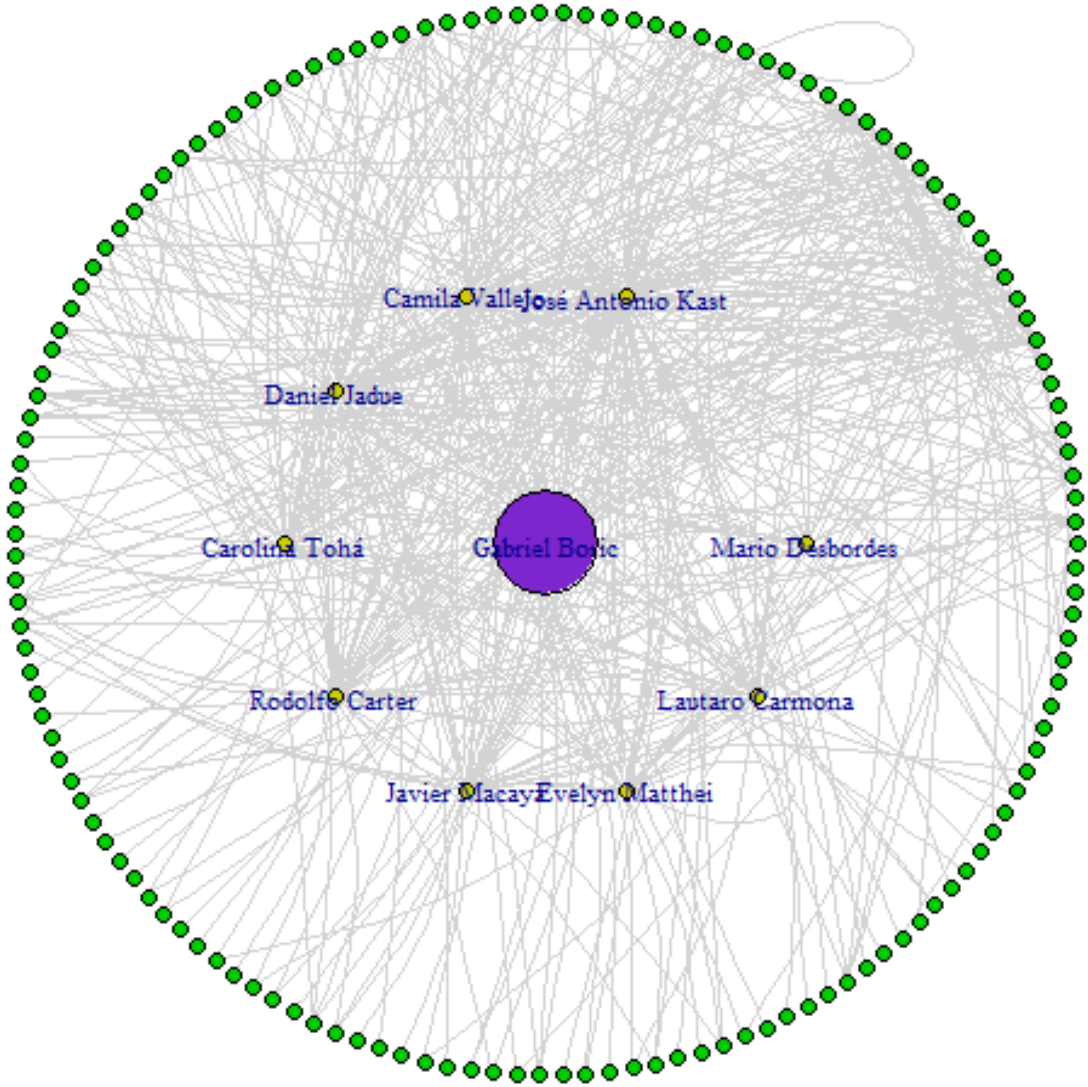 Camila Vallejo
José Antonio Kast
Daniel Jadue
Carolina Tohá
Gabriel Boric
Mario Desbordes
Rodolfo Carter
Lautaro Carmona
Javier Macaya
Evelyn Matthei